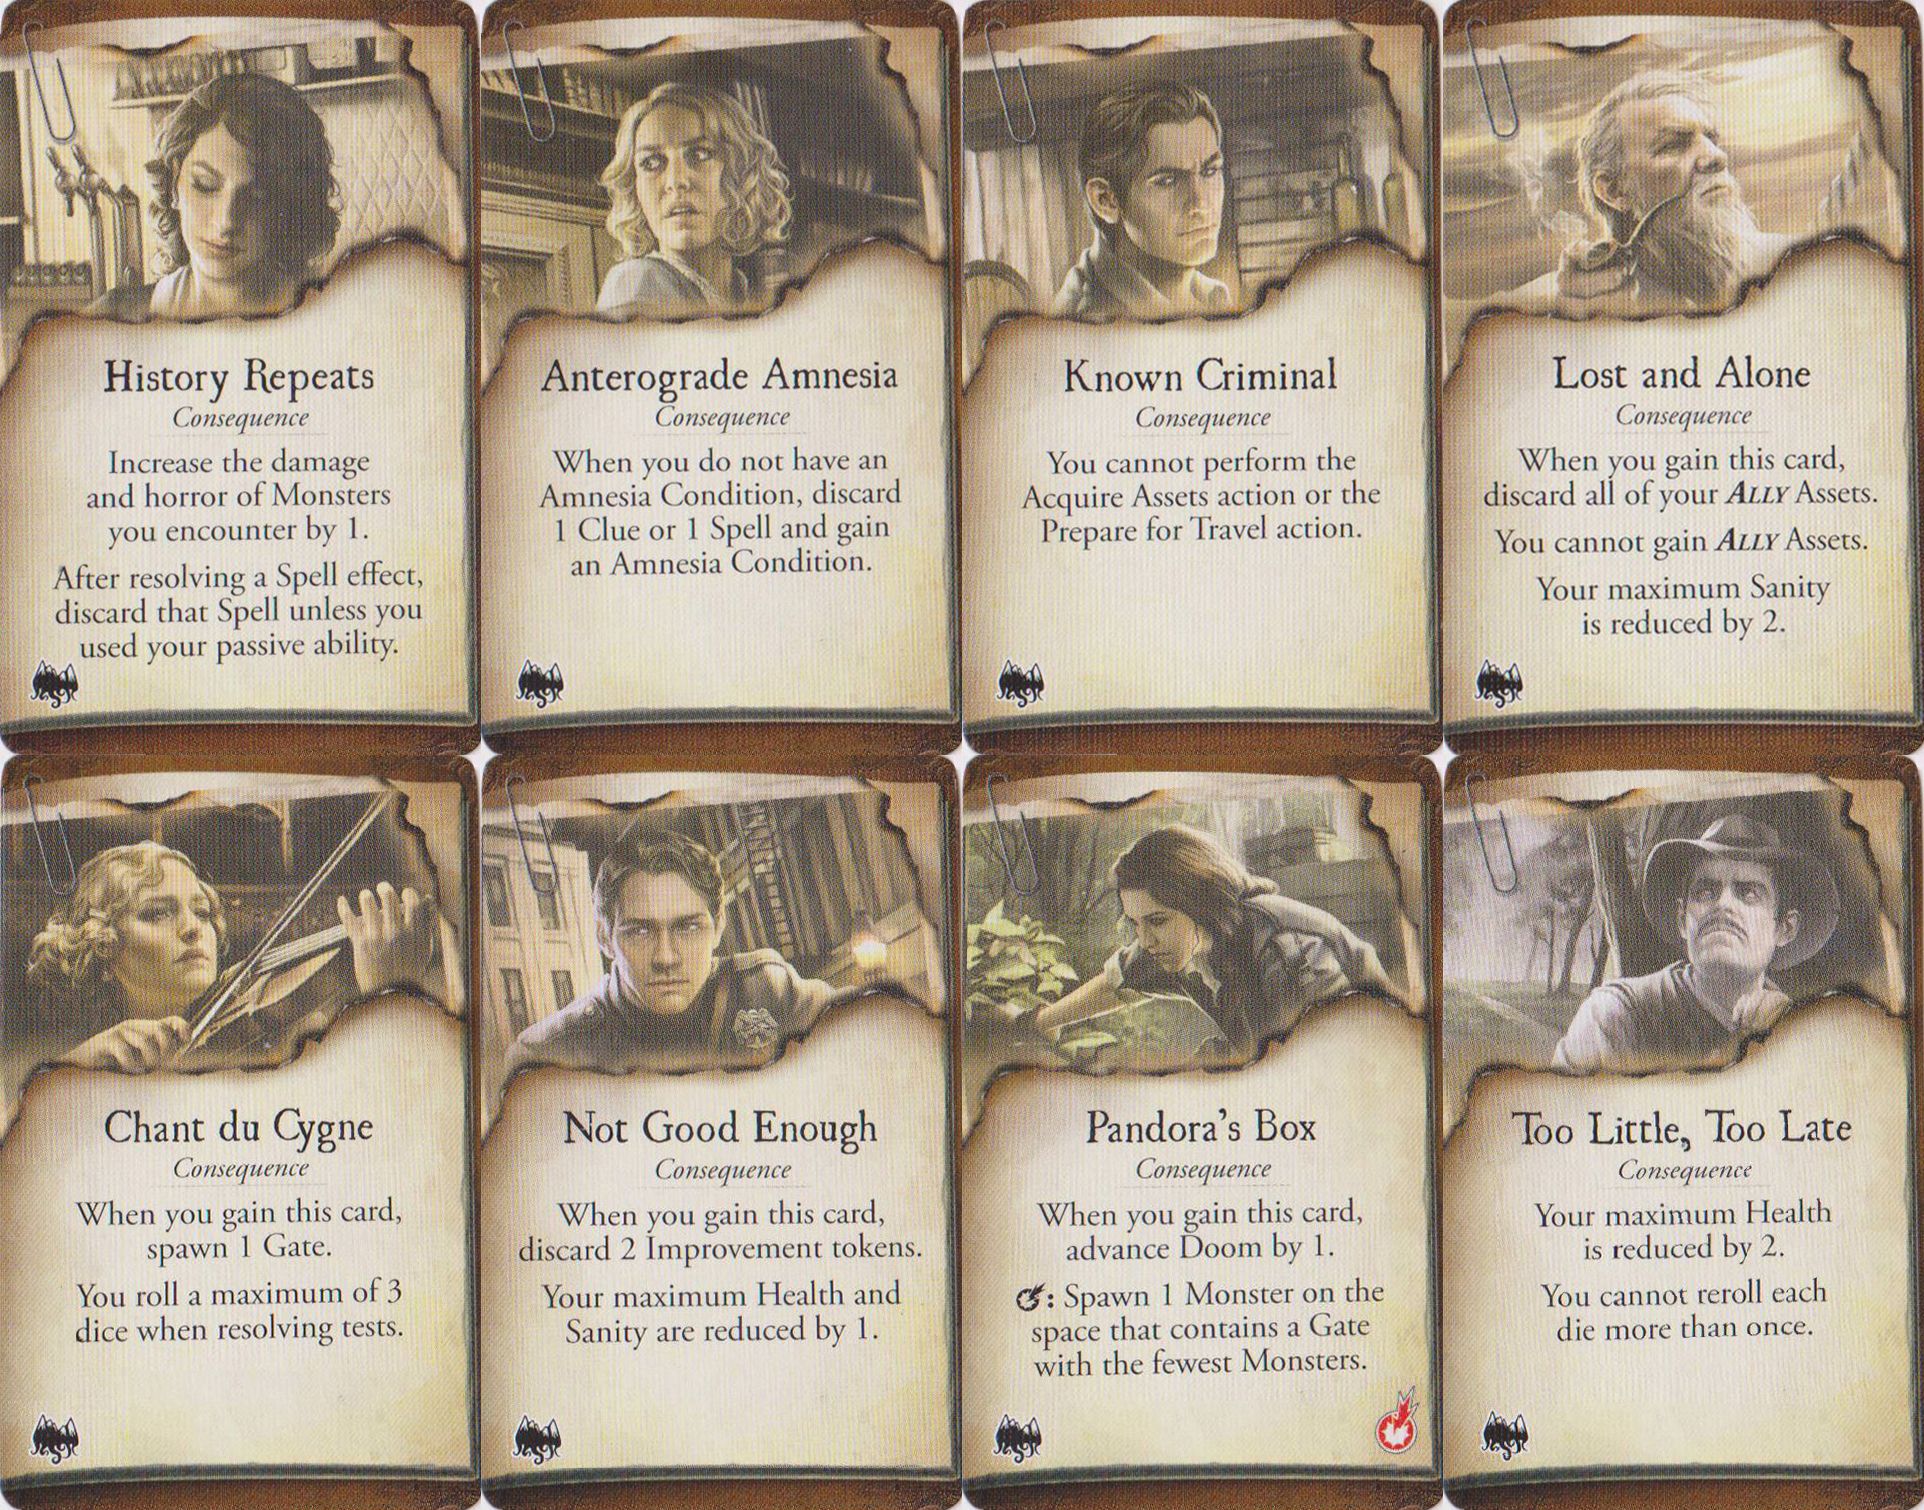 History Repeats
Consequence
Increase the damage
and horror of Monsters
you encounter by 1.
After resolving a Spell effect,
discard that Spell unless you
used your passive ability.
Anterograde Amnesia
Consequence
When you do not have an
Amnesia Condition, discard
1 Clue or 1 Spell and gain
an Amnesia Condition.
Known Criminal
Consequence
You cannot perform the
Acquire Assets action or the
Prepare for Travel action.
Lost and Alone
Consequence
When you gain this card,
discard all of your ALLY Assets.
You cannot gain ALLY Assets.
Your maximum Sanity
is reduced by 2.
Chant du Cygne
Consequence
When you gain this card,
spawn 1 Gate.
You roll a maximum of 3
dice when resolving tests.
Not Good Enough
Consequence
When you gain this card,
discard 2 Improvement tokens.
Your maximum Health and
Sanity are reduced by 1.
Pandora's Box
Consequence
When you gain this card,
advance Doom by 1.
: Spawn 1 Monster on the
space that contains a Gate
with the fewest Monsters.
Too Little, Too Late
Consequence
Your maximum Health
is reduced by 2.
You cannot reroll each
die more than once.